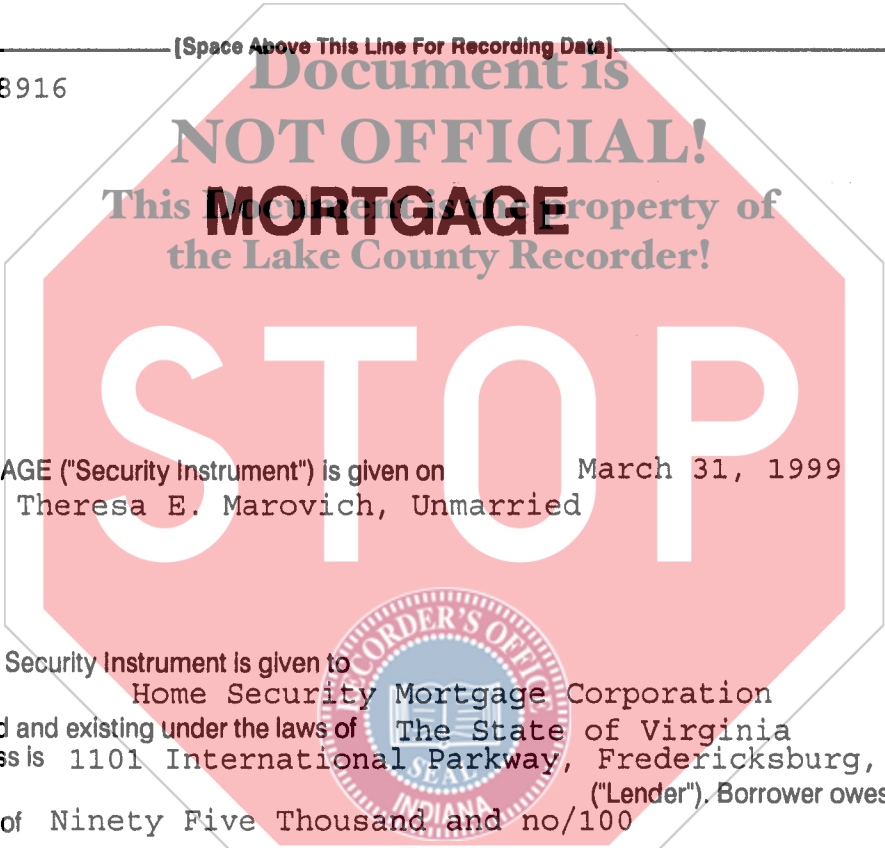 [Space Above This Line For Recording Data]
Document is
8916
NOT OFFICIAL!
MORTGAGE
This Document is the property of
the Lake County Recorder!
STOP
AGE ("Security Instrument") is given on March 31, 1999
Theresa E. Marovich, Unmarried
RECORDER'S OFFICE
Security Instrument is given to
Home Security Mortgage Corporation
d and existing under the laws of The State of Virginia
ss is 1101 International Parkway, Fredericksburg,
SEAL
("Lender"). Borrower owes
INDIANA
of Ninety Five Thousand and no/100